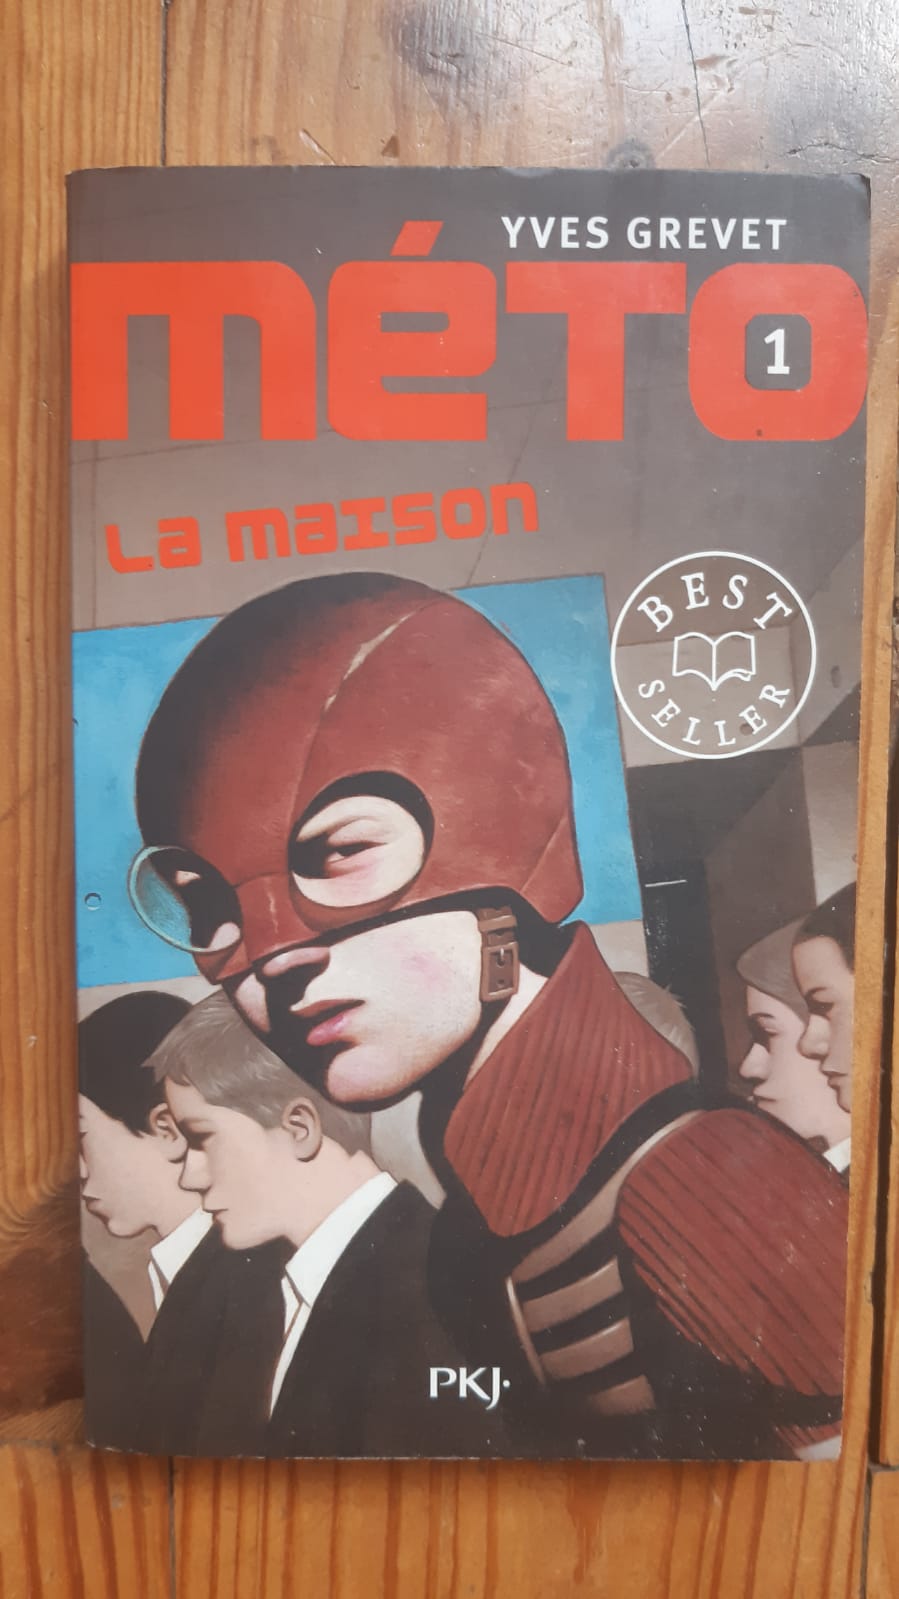 YVES GREVET
MéTO
1
La maison
BEST
SELLER
PKJ.